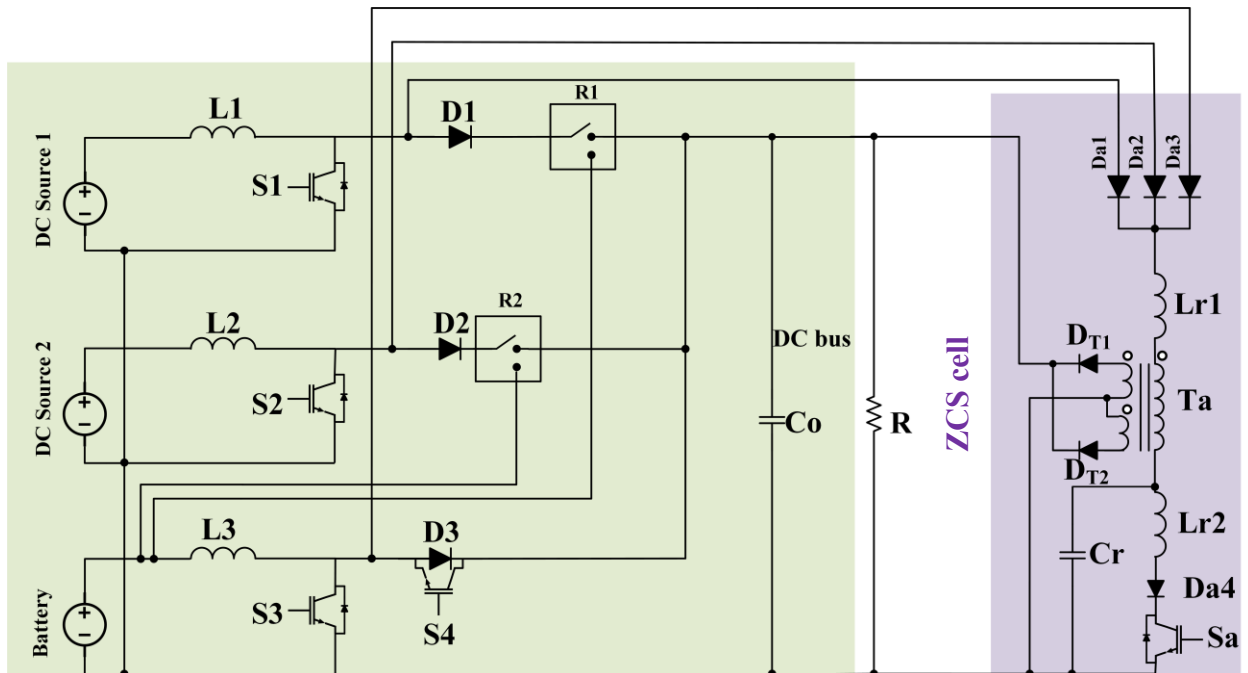 L1
D1
R1
S1
DC Source 1
Da1
Da2
Da3
L2
D2
R2
S2
DC Source 2
DC bus
Co
R
ZCS cell
Lr1
DT1
Ta
DT2
Lr2
Cr
Da4
Sa
L3
D3
S3
S4
Battery